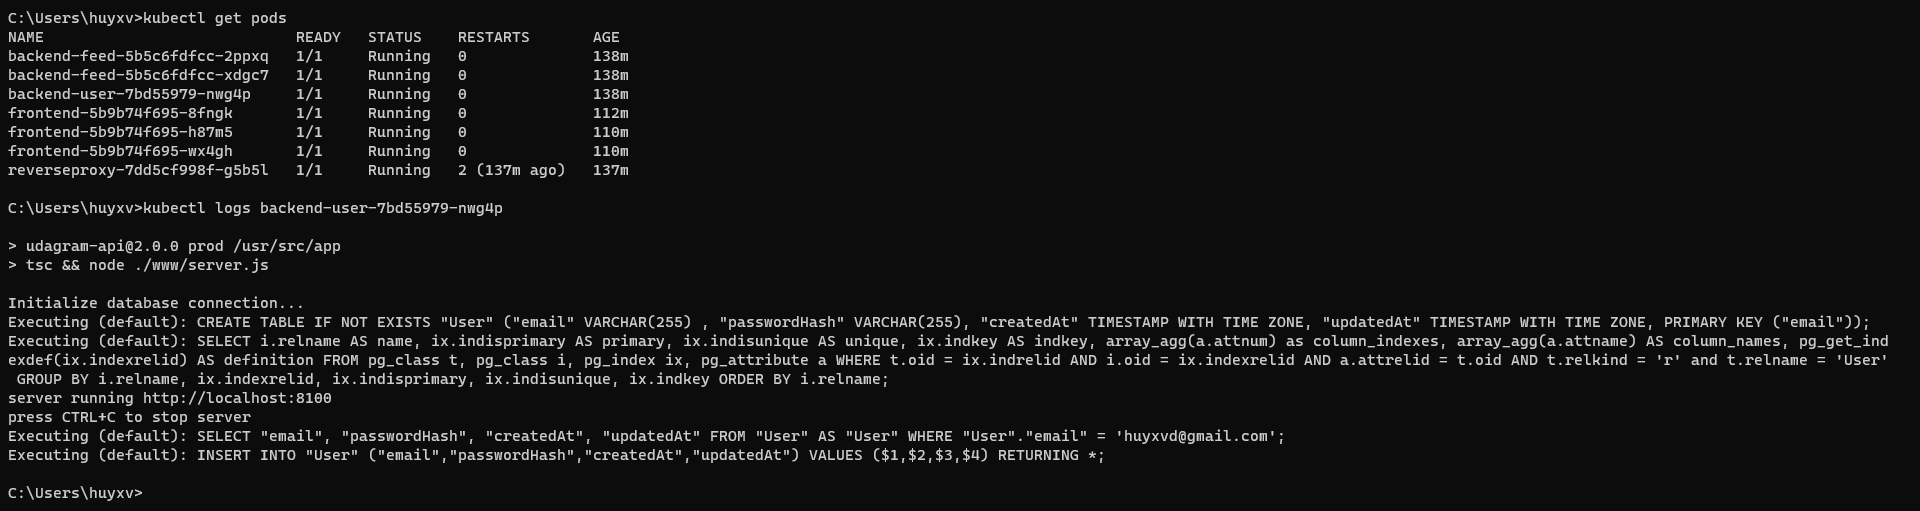 C:\Users\huyxv>kubectl get pods
NAME READY STATUS RESTARTS AGE
backend-feed-5b5c6fdfcc-2ppxq 1/1 Running 0 138m
backend-feed-5b5c6fdfcc-xdgc7 1/1 Running 0 138m
backend-user-7bd55979-nwg4p 1/1 Running 0 138m
frontend-5b9b74f695-8fngk 1/1 Running 0 112m
frontend-5b9b74f695-h87m5 1/1 Running 0 110m
frontend-5b9b74f695-wx4gh 1/1 Running 0 110m
reverseproxy-7dd5cf998f-g5b5l 1/1 Running 2 (137m ago) 137m
C:\Users\huyxv>kubectl logs backend-user-7bd55979-nwg4p
> udagram-api@2.0.0 prod /usr/src/app
> tsc && node ./www/server.js
Initialize database connection...
Executing (default): CREATE TABLE IF NOT EXISTS "User" ("email" VARCHAR(255) , "passwordHash" VARCHAR(255), "createdAt" TIMESTAMP WITH TIME ZONE, "updatedAt" TIMESTAMP WITH TIME ZONE, PRIMARY KEY ("email"));
Executing (default): SELECT i.relname AS name, ix.indisprimary AS primary, ix.indisunique AS unique, ix.indkey AS indkey, array_agg(a.attnum) as column_indexes, array_agg(a.attname) AS column_names, pg_get_ind
exdef(ix.indexrelid) AS definition FROM pg_class t, pg_class i, pg_index ix, pg_attribute a WHERE t.oid = ix.indrelid AND i.oid = ix.indexrelid AND a.attrelid = t.oid AND t.relkind = 'r' and t.relname = 'User'
GROUP BY i.relname, ix.indexrelid, ix.indisprimary, ix.indisunique, ix.indkey ORDER BY i.relname;
server running http://localhost:8100
press CTRL+C to stop server
Executing (default): SELECT "email", "passwordHash", "createdAt", "updatedAt" FROM "User" AS "User" WHERE "User"."email" = 'huyxvd@gmail.com';
Executing (default): INSERT INTO "User" ("email","passwordHash","createdAt","updatedAt") VALUES ($1,$2,$3,$4) RETURNING *;
C:\Users\huyxv>